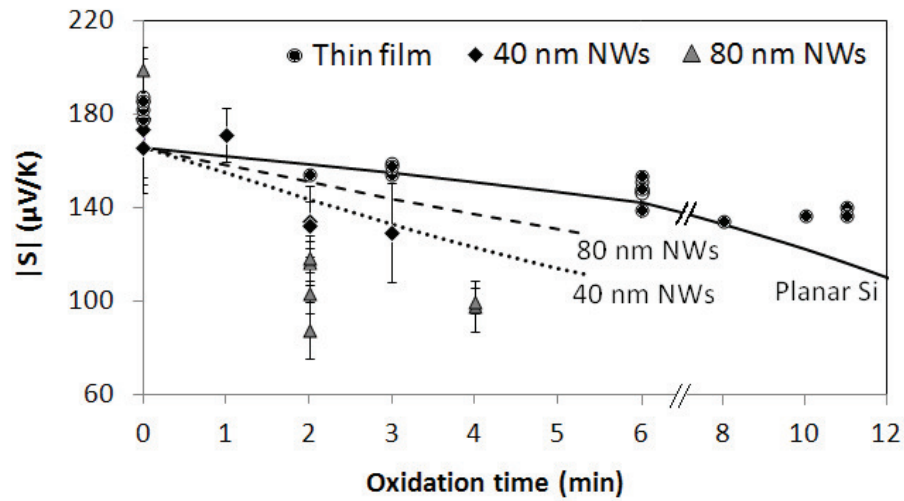 220
Thin film 40 nm NWs 80 nm NWs
180
140
100
60
|S| (µV/K)
80 nm NWs
40 nm NWs
Planar Si
0 1 2 3 4 5 6 8 10 12
Oxidation time (min)